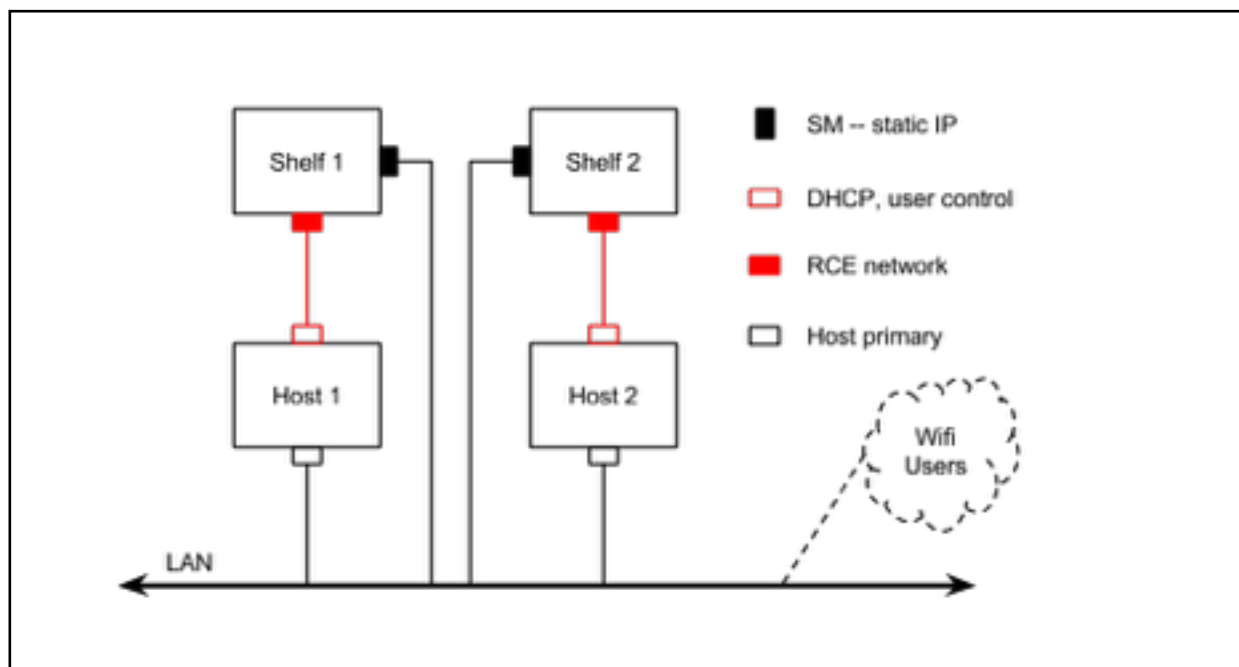 Shelf 1
Shelf 2
SM -- static IP
DHCP, user control
RCE network
Host primary
Host 1
Host 2
Wifi
Users
LAN